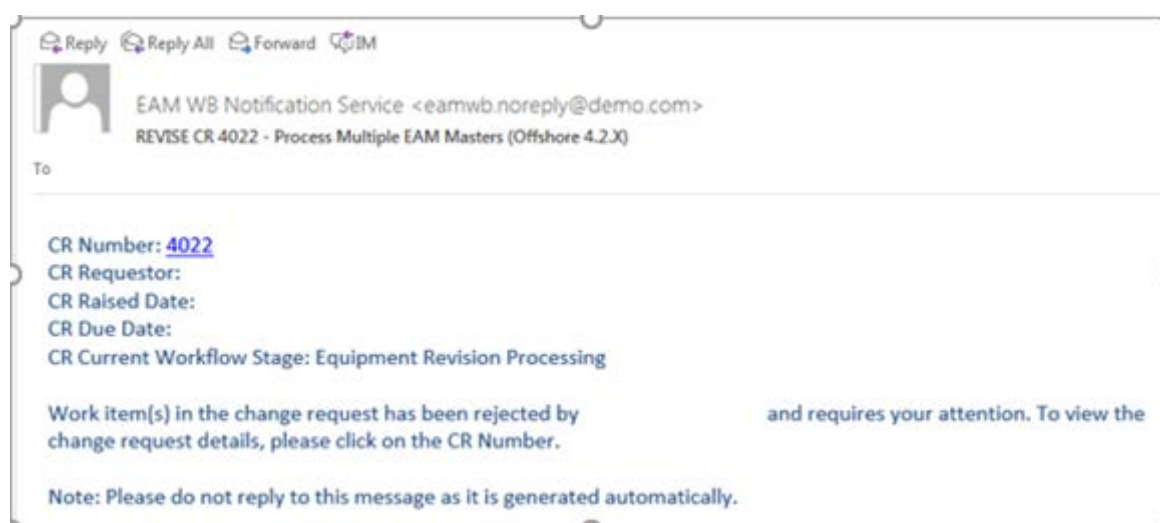 Reply Reply All Forward IM
EAM WB Notification Service <eamwb.noreply@demo.com>
REVISE CR 4022 - Process Multiple EAM Masters (Offshore 4.2.X)
To
CR Number: 4022
CR Requestor:
CR Raised Date:
CR Due Date:
CR Current Workflow Stage: Equipment Revision Processing
Work item(s) in the change request has been rejected by and requires your attention. To view the
change request details, please click on the CR Number.
Note: Please do not reply to this message as it is generated automatically.